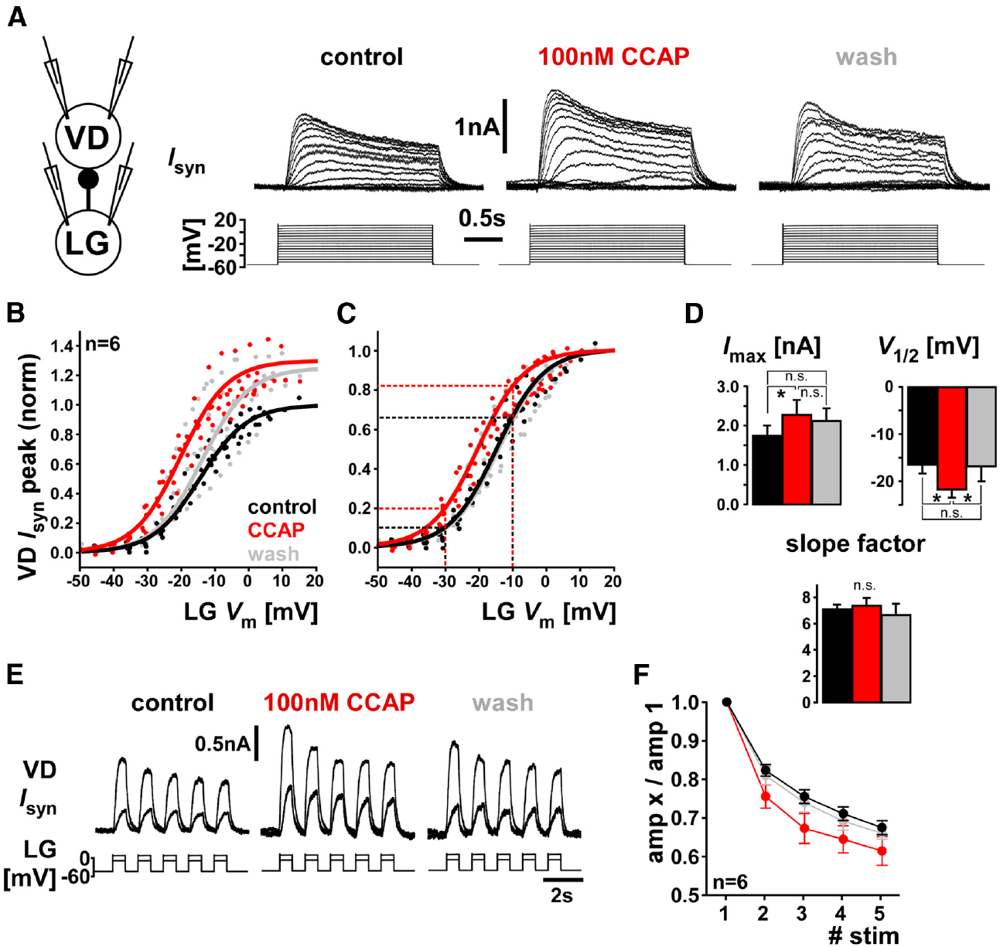 A
control
100nM CCAP
wash
VD
LG
Isyn
1nA
0.5s
20
-20
-60
[mV]
B
n=6
VD Isyn peak (norm)
1.4
1.2
1.0
0.8
0.6
0.4
0.2
0.0
control
CCAP
wash
-50 -40 -30 -20 -10 0 10 20
LG Vm [mV]
C
1.0
0.8
0.6
0.4
0.2
0.0
-50 -40 -30 -20 -10 0 10 20
LG Vm [mV]
D
Imax [nA]
n.s.
* n.s.
3.0
2.0
1.0
0.0
V1/2 [mV]
0
-10
-20
* *
n.s.
slope factor
n.s.
8
6
4
2
0
E
control
100nM CCAP
wash
0.5nA
VD
Isyn
LG
[mV]
0
-60
2s
F
amp x / amp 1
1.0
0.9
0.8
0.7
0.6
0.5
n=6
1 2 3 4 5
# stim